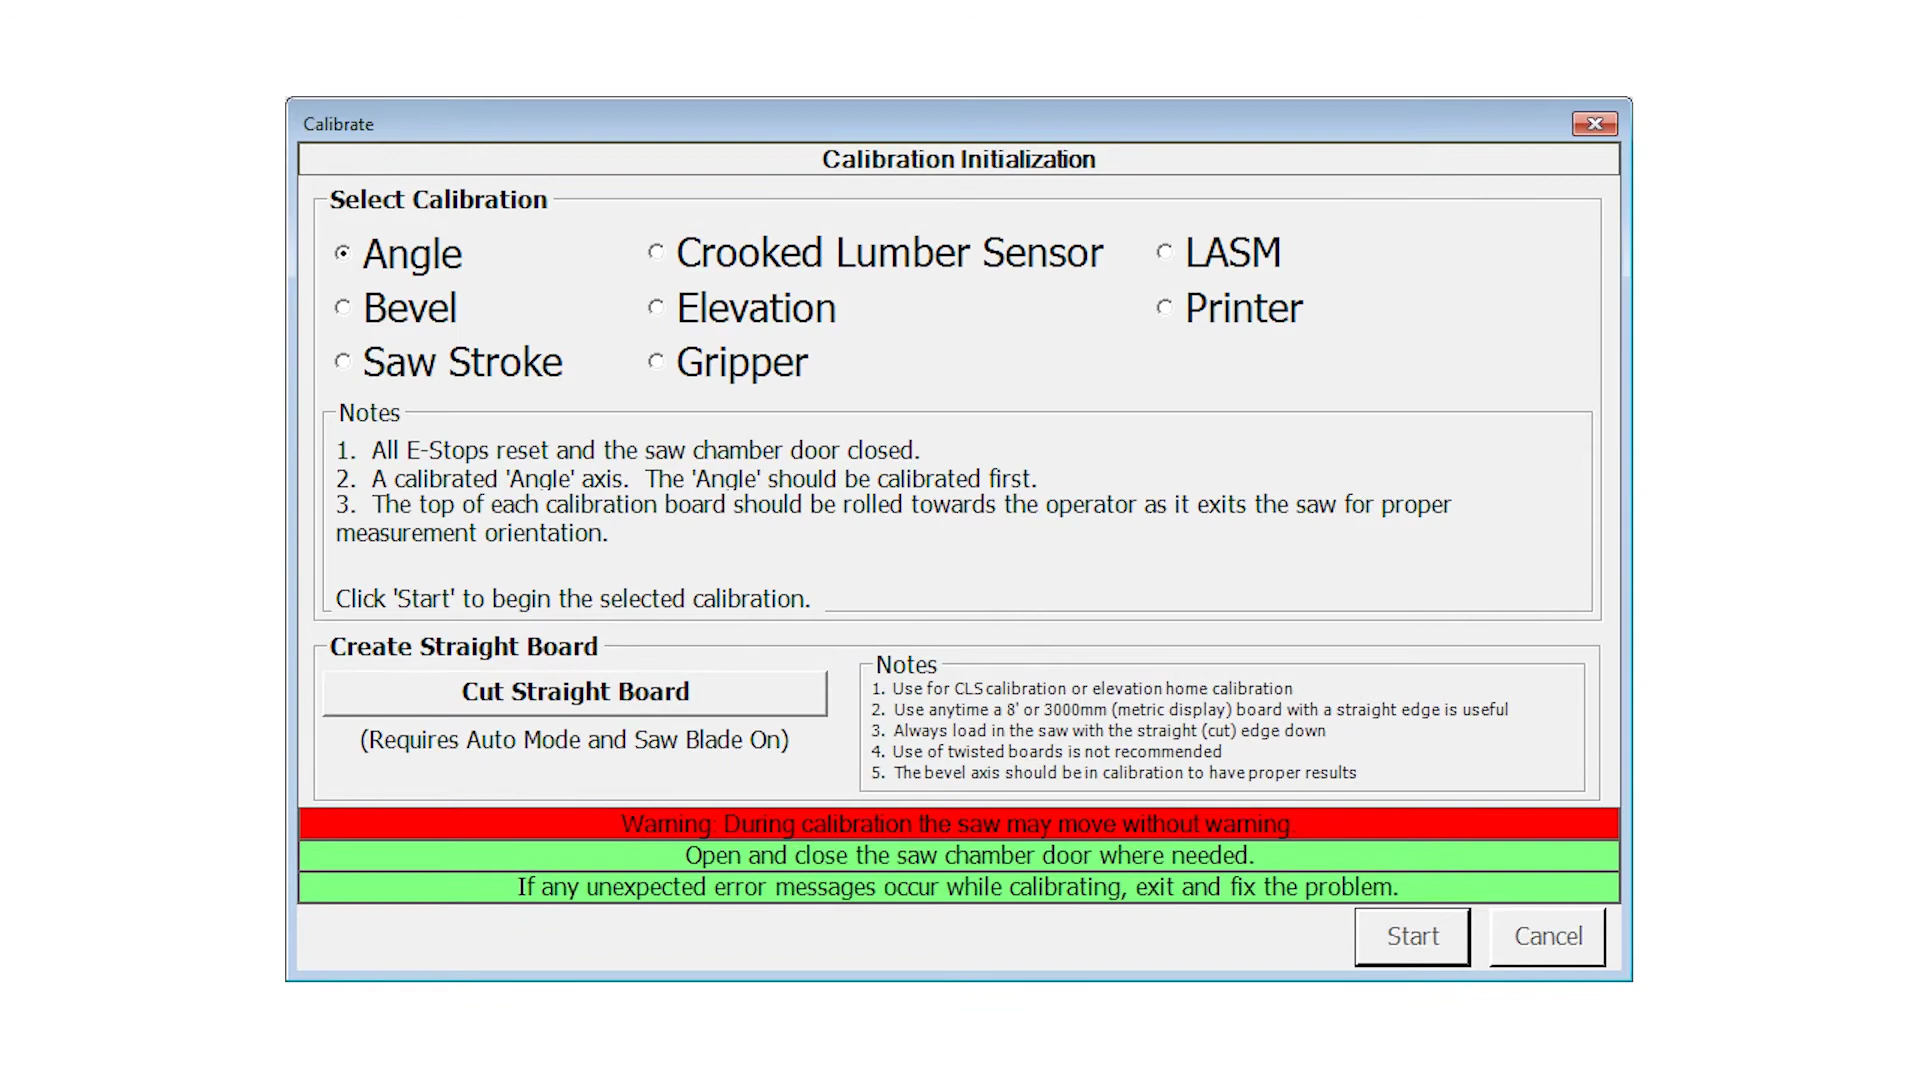 Calibrate
Calibration Initialization
Select Calibration
Angle
Crooked Lumber Sensor
LASM
Bevel
Elevation
Printer
Saw Stroke
Gripper
Notes
1. All E-Stops reset and the saw chamber door closed.
2. A calibrated 'Angle' axis. The 'Angle' should be calibrated first.
3. The top of each calibration board should be rolled towards the operator as it exits the saw for proper
measurement orientation.
Click 'Start' to begin the selected calibration.
Create Straight Board
Cut Straight Board
(Requires Auto Mode and Saw Blade On)
Notes
1. Use for CLS calibration or elevation home calibration
2. Use anytime a 8' or 3000mm (metric display) board with a straight edge is useful
3. Always load in the saw with the straight (cut) edge down
4. Use of twisted boards is not recommended
5. The bevel axis should be in calibration to have proper results
Warning: During calibration the saw may move without warning.
Open and close the saw chamber door where needed.
If any unexpected error messages occur while calibrating, exit and fix the problem.
Start
Cancel